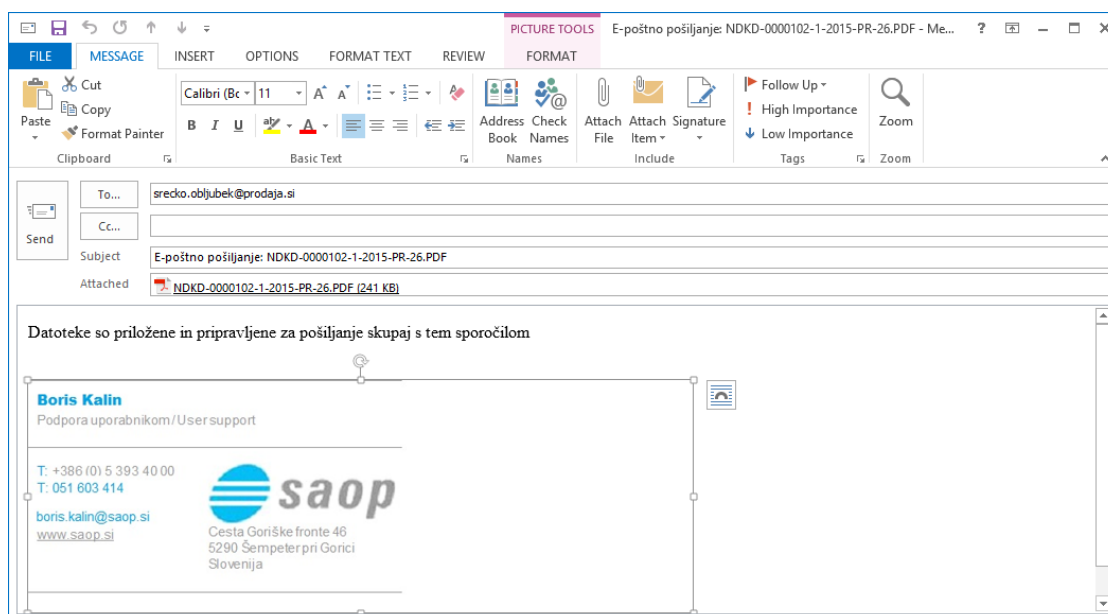 PICTURE TOOLS E-poštno pošiljanje: NDKD-0000102-1-2015-PR-26.PDF - Me... ?
FILE MESSAGE INSERT OPTIONS FORMAT TEXT REVIEW FORMAT
Paste
Cut
Copy
Format Painter
Clipboard
Calibri (Bc 11
B I U
Basic Text
Address Book
Check Names
Names
Attach File
Attach Item
Signature
Include
Follow Up
High Importance
Low Importance
Tags
Zoom
Zoom
Send
To... srecko.obljubek@prodaja.si
Cc...
Subject E-poštno pošiljanje: NDKD-0000102-1-2015-PR-26.PDF
Attached NDKD-0000102-1-2015-PR-26.PDF (241 KB)
Datoteke so priložene in pripravljene za pošiljanje skupaj s tem sporočilom
Boris Kalin
Podpora uporabnikom/User support
T: +386 (0) 5 393 40 00
T: 051 603 414
boris.kalin@saop.si
www.saop.si
saop
Cesta Goriške fronte 46
5290 Šempeter pri Gorici
Slovenija